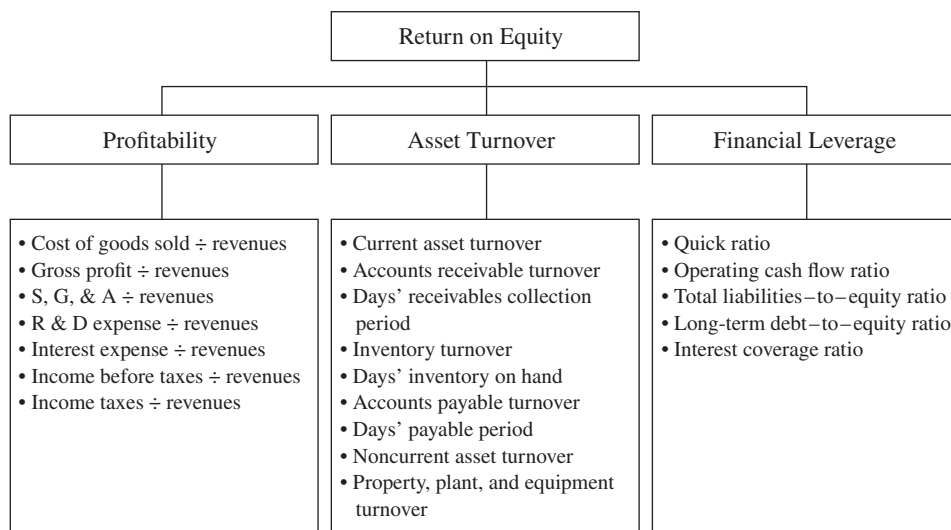 Return on Equity
Profitability
Asset Turnover
Financial Leverage
• Cost of goods sold ÷ revenues
• Gross profit ÷ revenues
• S, G, & A ÷ revenues
• R & D expense ÷ revenues
• Interest expense ÷ revenues
• Income before taxes ÷ revenues
• Income taxes ÷ revenues
• Current asset turnover
• Accounts receivable turnover
• Days’ receivables collection
period
• Inventory turnover
• Days’ inventory on hand
• Accounts payable turnover
• Days’ payable period
• Noncurrent asset turnover
• Property, plant, and equipment
turnover
• Quick ratio
• Operating cash flow ratio
• Total liabilities–to–equity ratio
• Long-term debt–to–equity ratio
• Interest coverage ratio